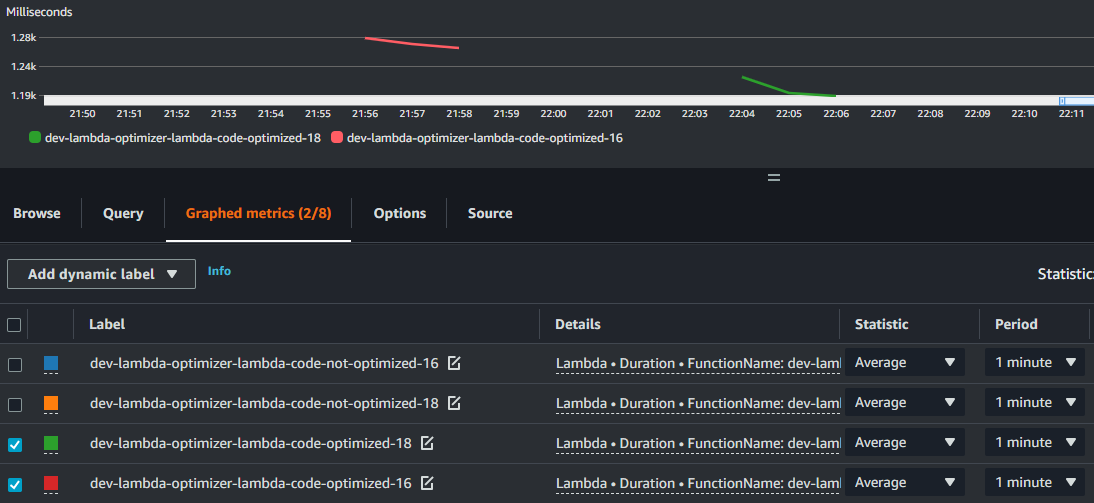 Milliseconds
1.28k
1.24k
1.19k
21:50 21:51 21:52 21:53 21:54 21:55 21:56 21:57 21:58 21:59 22:00 22:01 22:02 22:03 22:04 22:05 22:06 22:07 22:08 22:09 22:10 22:11
dev-lambda-optimizer-lambda-code-optimized-18 dev-lambda-optimizer-lambda-code-optimized-16
Browse Query Graphed metrics (2/8) Options Source
Add dynamic label Info Statistic:
Label Details Statistic Period
dev-lambda-optimizer-lambda-code-not-optimized-16 Lambda • Duration • FunctionName: dev-laml Average 1 minute
dev-lambda-optimizer-lambda-code-not-optimized-18 Lambda • Duration • FunctionName: dev-laml Average 1 minute
dev-lambda-optimizer-lambda-code-optimized-18 Lambda • Duration • FunctionName: dev-laml Average 1 minute
dev-lambda-optimizer-lambda-code-optimized-16 Lambda • Duration • FunctionName: dev-laml Average 1 minute